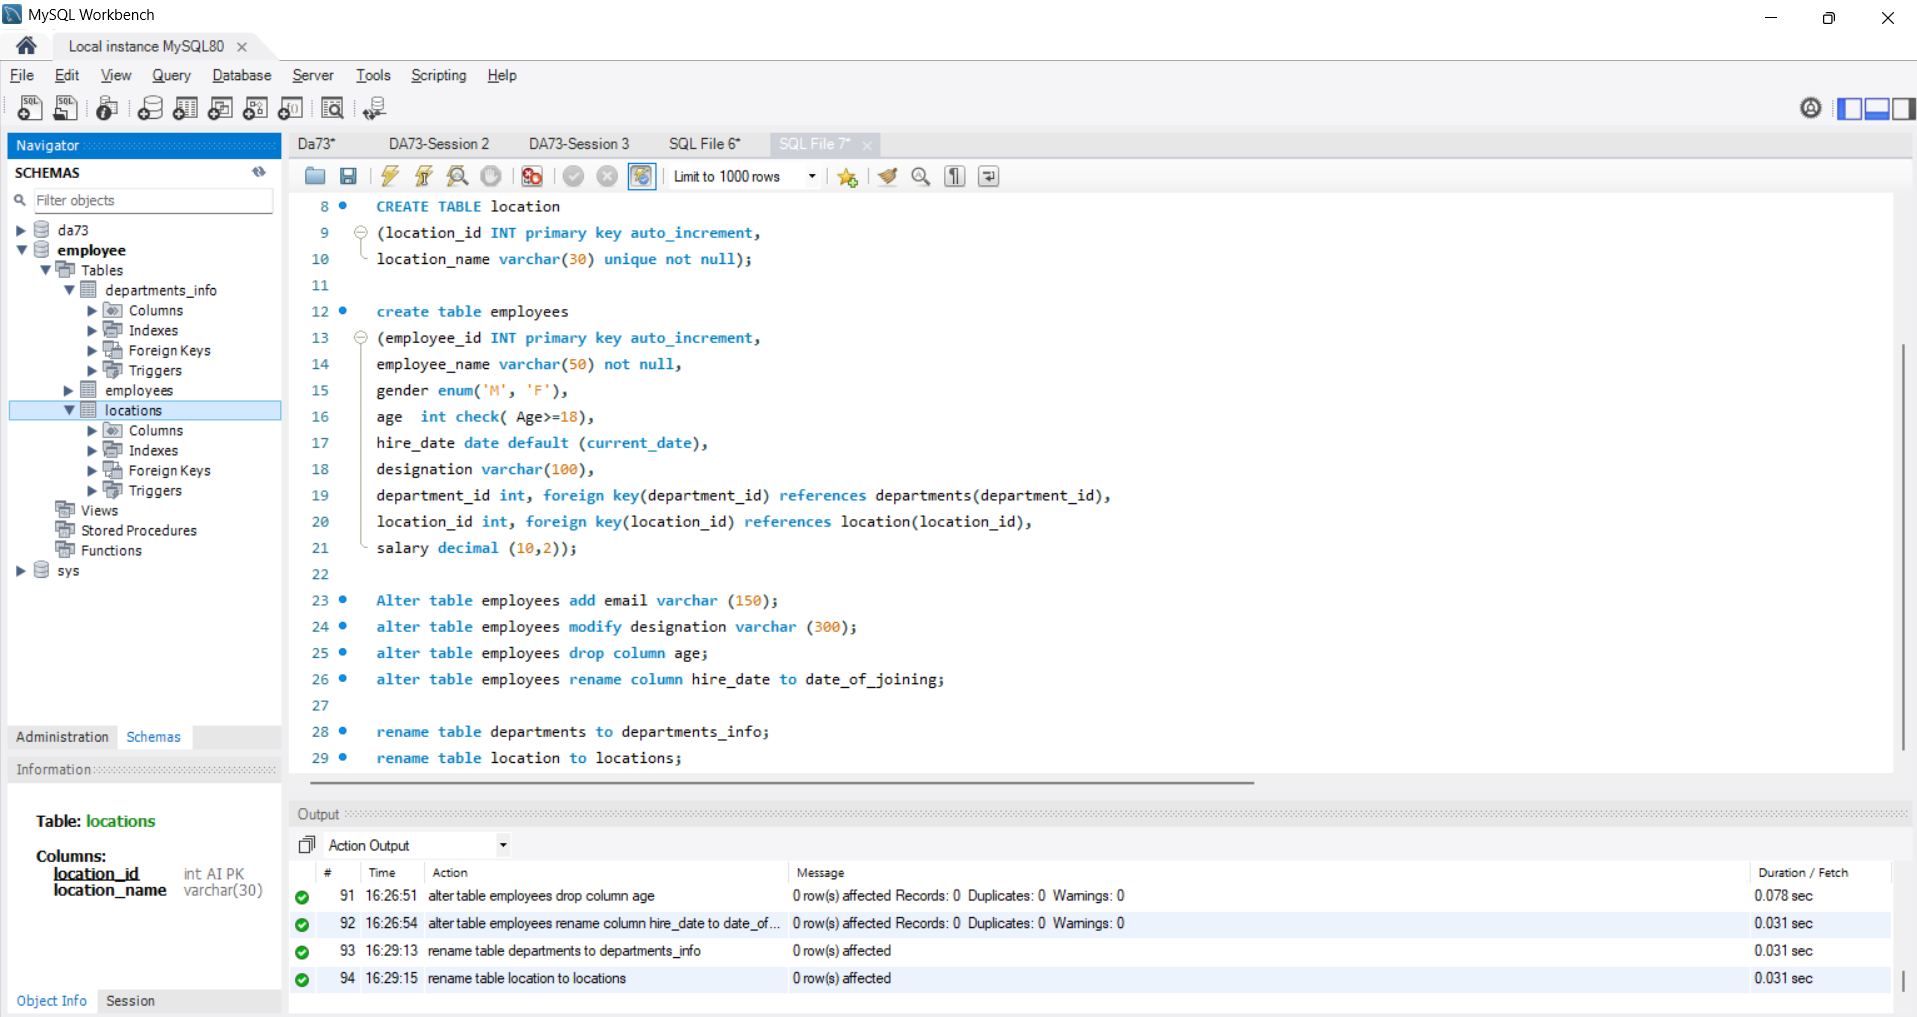 MySQL Workbench
Local instance MySQL80
File Edit View Query Database Server Tools Scripting Help
Navigator
SCHEMAS
Filter objects
da73
employee
Tables
departments_info
Columns
Indexes
Foreign Keys
Triggers
employees
locations
Columns
Indexes
Foreign Keys
Triggers
Views
Stored Procedures
Functions
sys
Administration Schemas
Information
Table: locations
Columns:
location_id int AI PK
location_name varchar(30)
Object Info Session
Da73* DA73-Session 2 DA73-Session 3 SQL File 6* SQL File 7*
Limit to 1000 rows
8 CREATE TABLE location
9 (location_id INT primary key auto_increment,
10 location_name varchar(30) unique not null);
11
12 create table employees
13 (employee_id INT primary key auto_increment,
14 employee_name varchar(50) not null,
15 gender enum('M', 'F'),
16 age  int check( Age>=18),
17 hire_date date default (current_date),
18 designation varchar(100),
19 department_id int, foreign key(department_id) references departments(department_id),
20 location_id int, foreign key(location_id) references location(location_id),
21 salary decimal (10,2));
22
23 Alter table employees add email varchar (150);
24 alter table employees modify designation varchar (300);
25 alter table employees drop column age;
26 alter table employees rename column hire_date to date_of_joining;
27
28 rename table departments to departments_info;
29 rename table location to locations;
Output
Action Output
# Time Action Message Duration / Fetch
91 16:26:51 alter table employees drop column age 0 row(s) affected Records: 0  Duplicates: 0  Warnings: 0 0.078 sec
92 16:26:54 alter table employees rename column hire_date to date_of... 0 row(s) affected Records: 0  Duplicates: 0  Warnings: 0 0.031 sec
93 16:29:13 rename table departments to departments_info 0 row(s) affected 0.031 sec
94 16:29:15 rename table location to locations 0 row(s) affected 0.031 sec